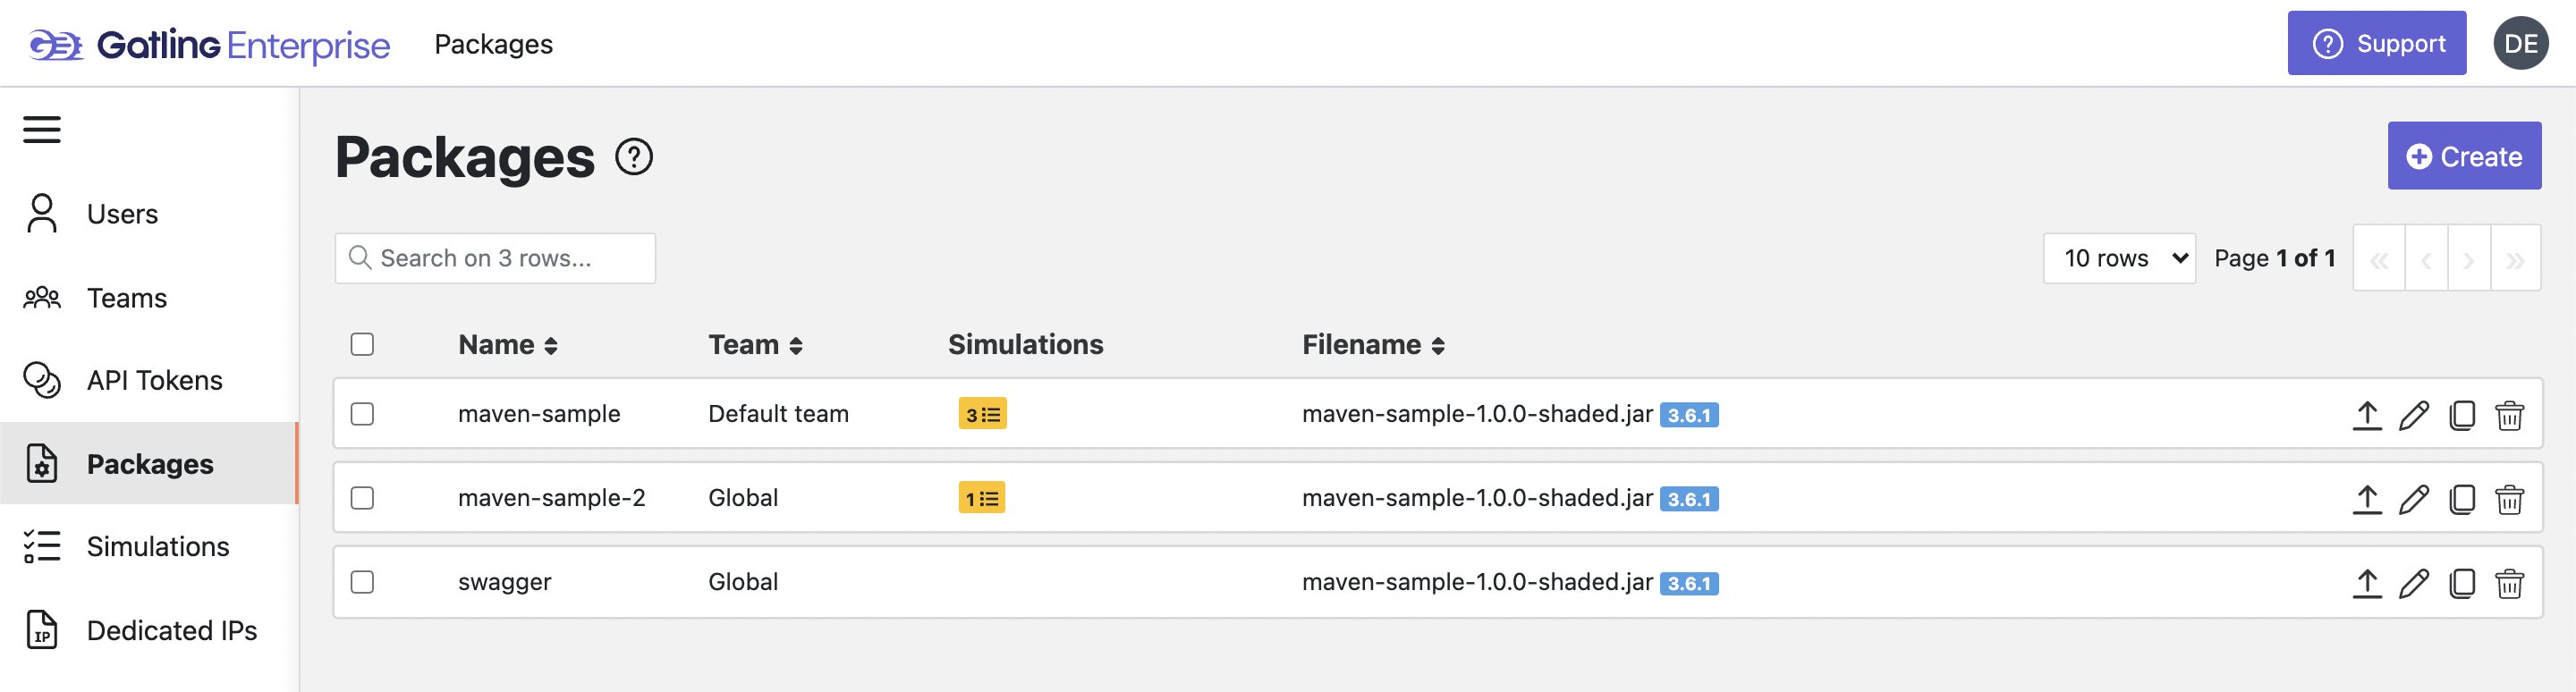 Gatling Enterprise Packages Support DE
Packages Create
Users
Teams
API Tokens
Packages
Simulations
Dedicated IPs
IP
Search on 3 rows... 10 rows Page 1 of 1
Name Team Simulations Filename
maven-sample Default team 3 maven-sample-1.0.0-shaded.jar 3.6.1
maven-sample-2 Global 1 maven-sample-1.0.0-shaded.jar 3.6.1
swagger Global maven-sample-1.0.0-shaded.jar 3.6.1